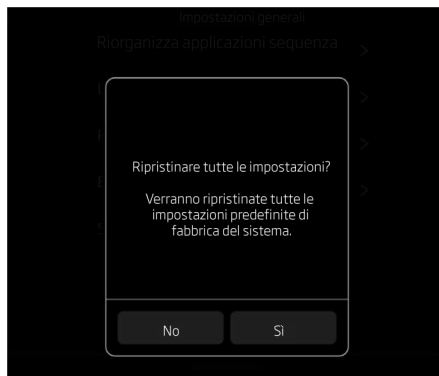 Impostazioni generali
Riorganizza applicazioni sequenza
Ripristinare tutte le impostazioni?
Verranno ripristinate tutte le
impostazioni predefinite di
fabbrica del sistema.
No
Sì